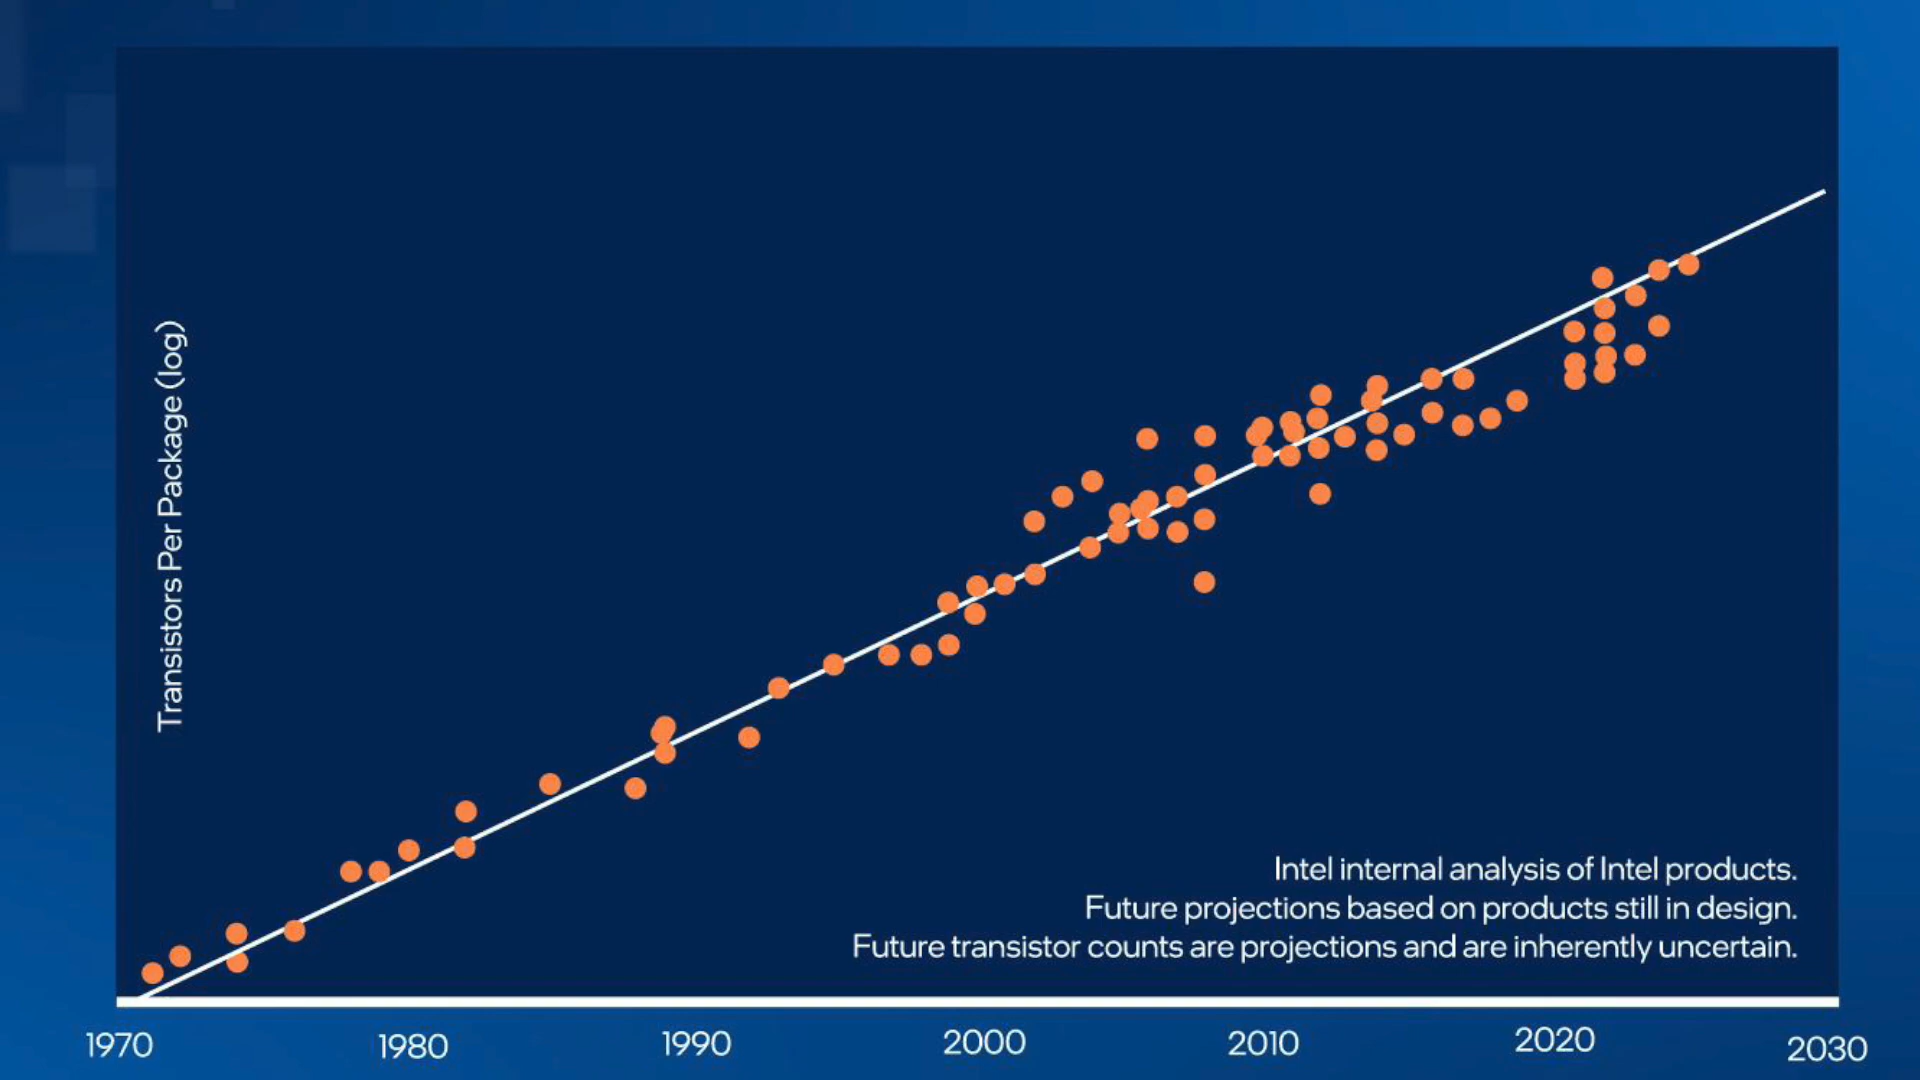 Transistors Per Package (log)
Intel internal analysis of Intel products.
Future projections based on products still in design.
Future transistor counts are projections and are inherently uncertain.
1970 1980 1990 2000 2010 2020 2030